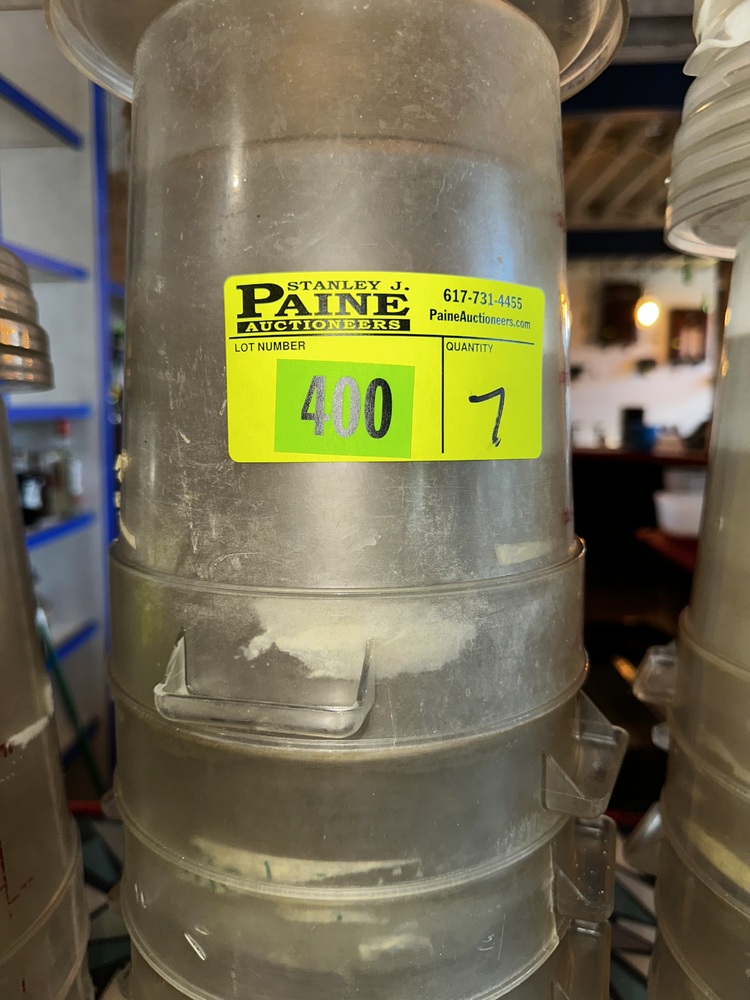 STANLEY J.
PAINE
AUCTIONEERS
617-731-4455
PaineAuctioneers.com
LOT NUMBER
400
QUANTITY
7